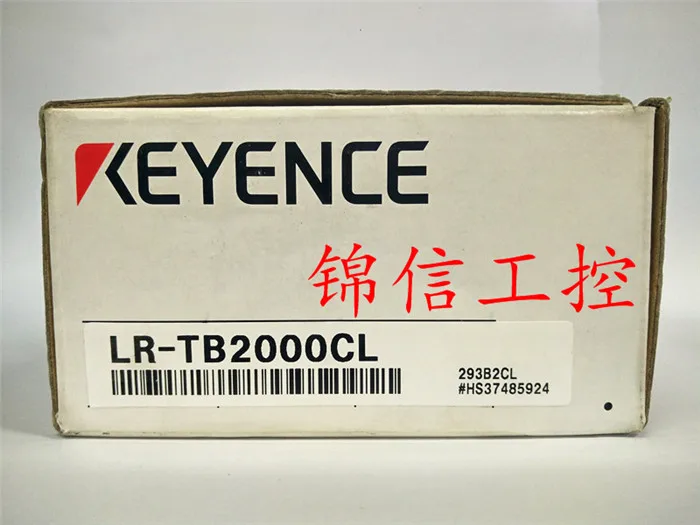 KEYENCE
锦信工控
LR-TB2000CL
293B2CL
#HS37485924